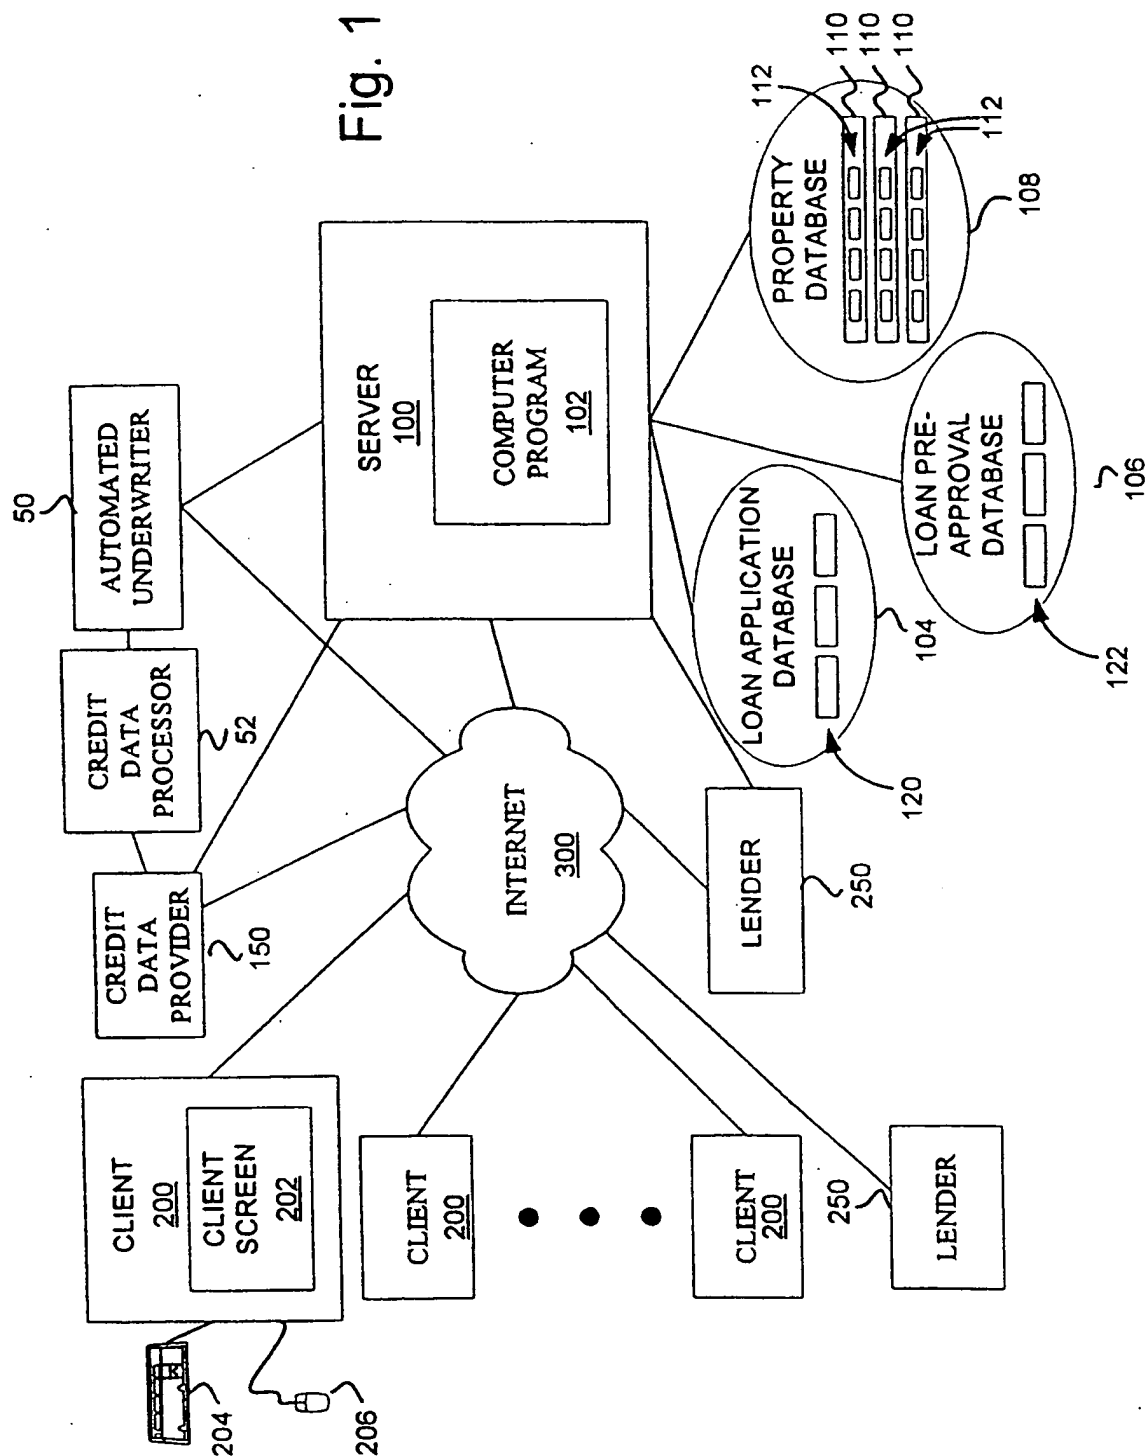 Fig. 1
50
AUTOMATED
UNDERWRITER
CREDIT
DATA
PROCESSOR
52
CREDIT
DATA
PROVIDER
150
CLIENT
200
CLIENT
SCREEN
202
204
206
CLIENT
200
CLIENT
200
INTERNET
300
SERVER
100
COMPUTER
PROGRAM
102
LENDER
250
LENDER
250
LOAN APPLICATION
DATABASE
120
104
LOAN PRE-
APPROVAL
DATABASE
122
106
PROPERTY
DATABASE
112
110
110
110
112
108